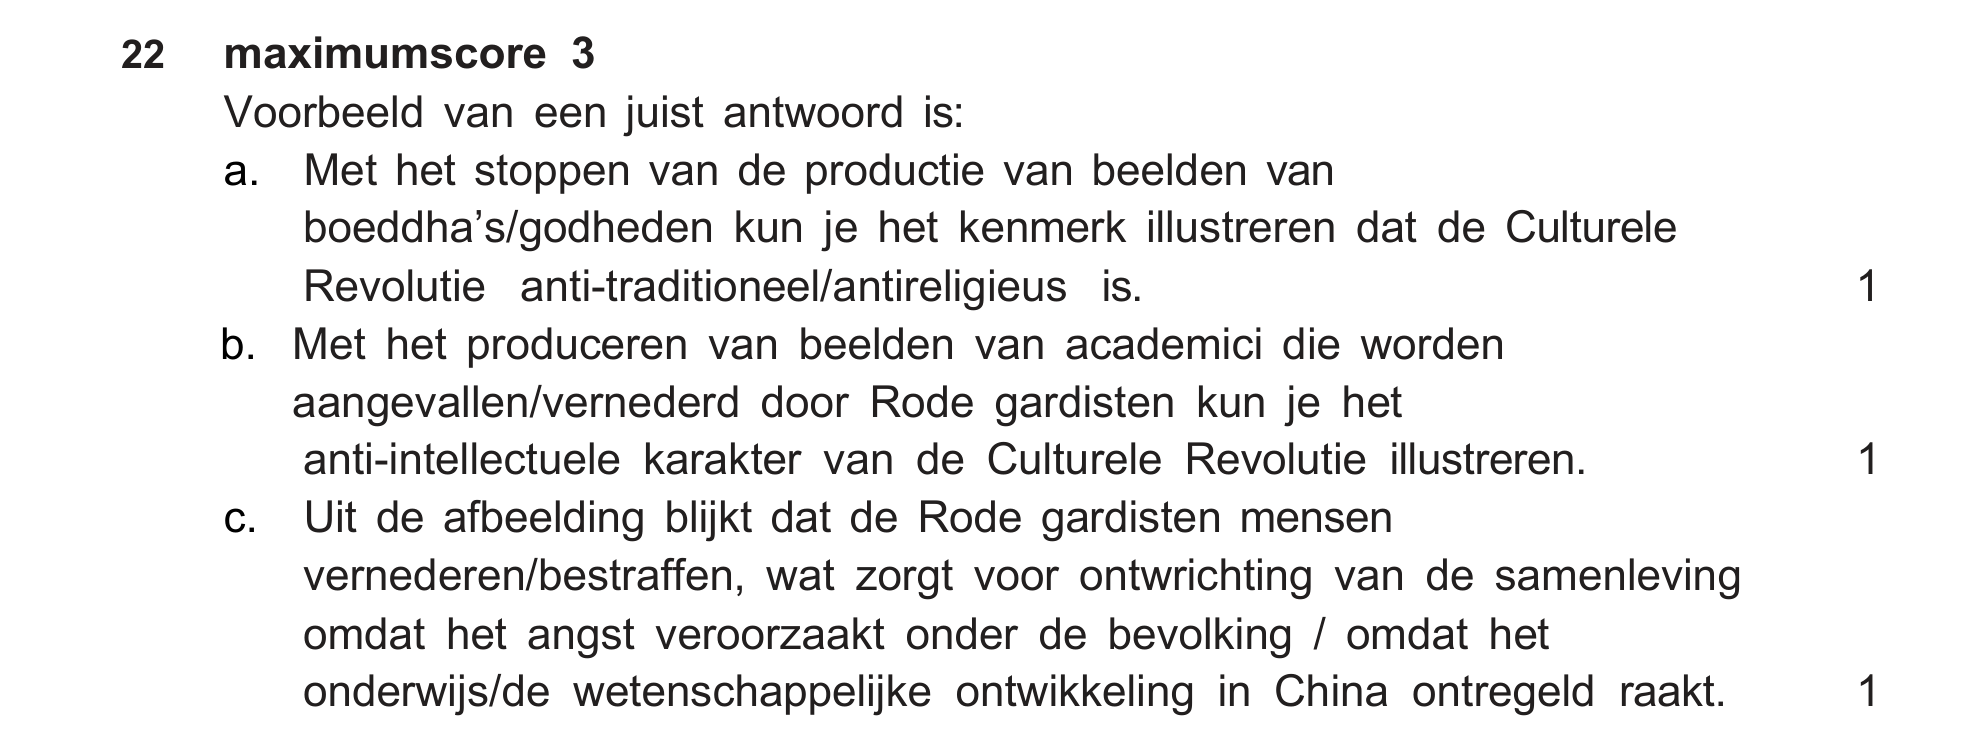 22 maximumscore 3
Voorbeeld van een juist antwoord is:
a. Met het stoppen van de productie van beelden van
boeddha’s/godheden kun je het kenmerk illustreren dat de Culturele
Revolutie anti-traditioneel/antireligieus is. 1
b. Met het produceren van beelden van academici die worden
aangevallen/vernederd door Rode gardisten kun je het
anti-intellectuele karakter van de Culturele Revolutie illustreren. 1
c. Uit de afbeelding blijkt dat de Rode gardisten mensen
vernederen/bestraffen, wat zorgt voor ontwrichting van de samenleving
omdat het angst veroorzaakt onder de bevolking / omdat het
onderwijs/de wetenschappelijke ontwikkeling in China ontregeld raakt. 1